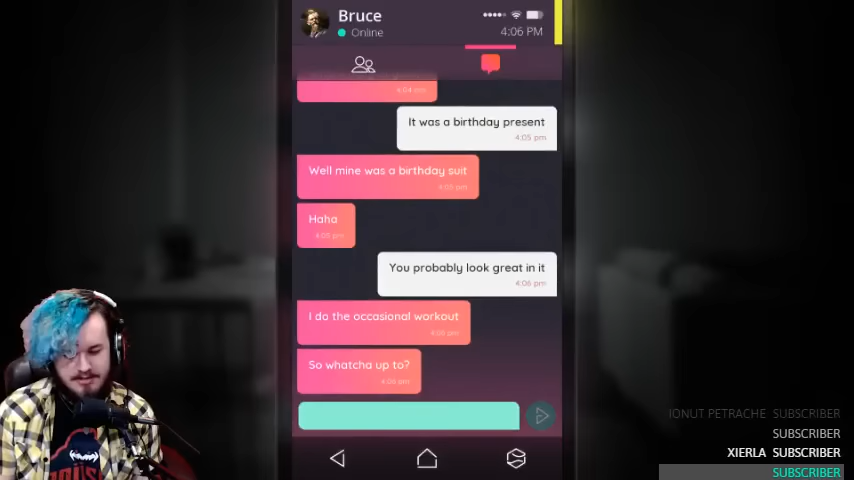 Bruce
Online
4:06 PM
4:04 pm
It was a birthday present
4:05 pm
Well mine was a birthday suit
4:05 pm
Haha
4:05 pm
You probably look great in it
4:06 pm
I do the occasional workout
4:06 pm
So whatcha up to?
4:06 pm
IONUT PETRACHE SUBSCRIBER
SUBSCRIBER
XIERLA SUBSCRIBER
SUBSCRIBER